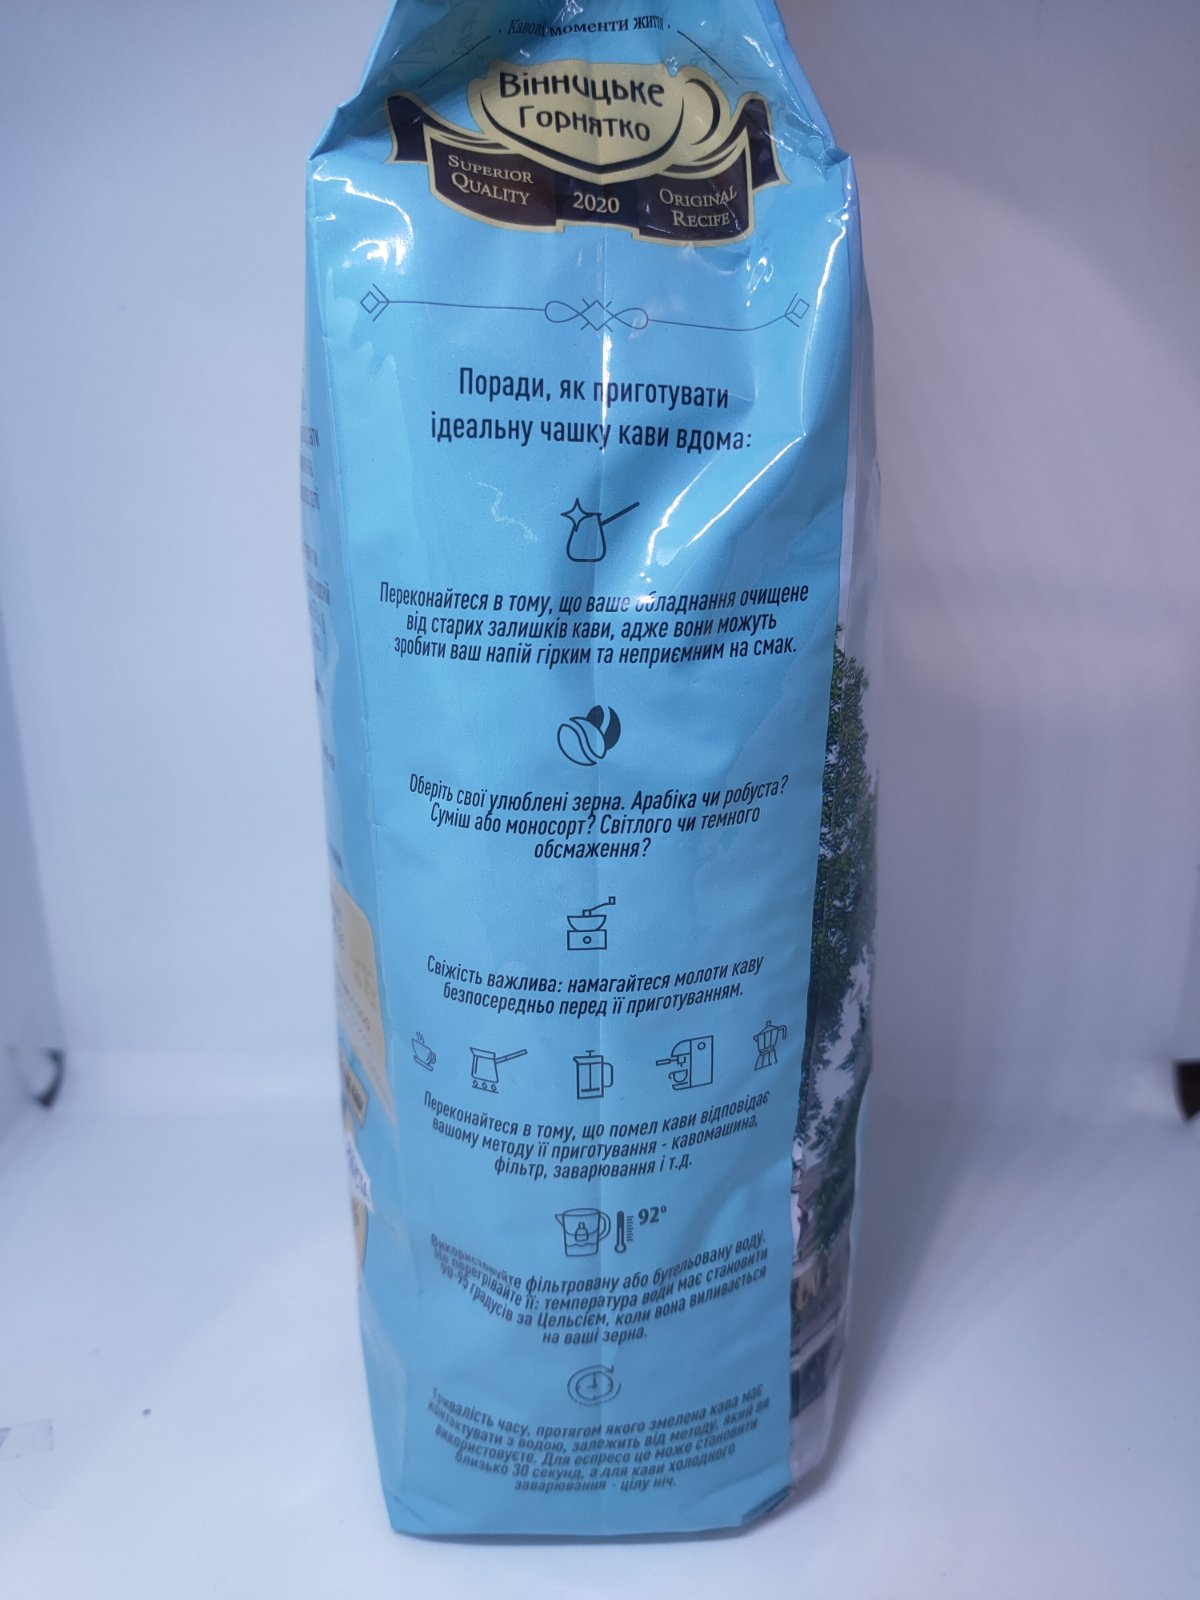 Кавові моменти життя
Вінницьке
Горнятко
SUPERIOR
QUALITY
2020
ORIGINAL
RECIPE
Поради, як приготувати
ідеальну чашку кави вдома:
Переконайтеся в тому, що ваше обладнання очищене
від старих залишків кави, адже вони можуть
зробити ваш напій гірким та неприємним на смак.
Оберіть свої улюблені зерна. Арабіка чи робуста?
Суміш або моносорт? Світлого чи темного
обсмаження?
Свіжість важлива: намагайтеся молоти каву
безпосередньо перед її приготуванням.
Переконайтеся в тому, що помел кави відповідає
вашому методу її приготування - кавомашина,
фільтр, заварювання і т.д.
92°
Використовуйте фільтровану або бутельовану воду.
Не перегрівайте її: температура води має становити
90-95 градусів за Цельсієм, коли вона виливається
на ваші зерна.
Тривалість часу, протягом якого змелена кава має
контактувати з водою, залежить від методу, який ви
використовуєте. Для еспресо це може становити
близько 30 секунд, а для кави холодного
заварювання - цілу ніч.